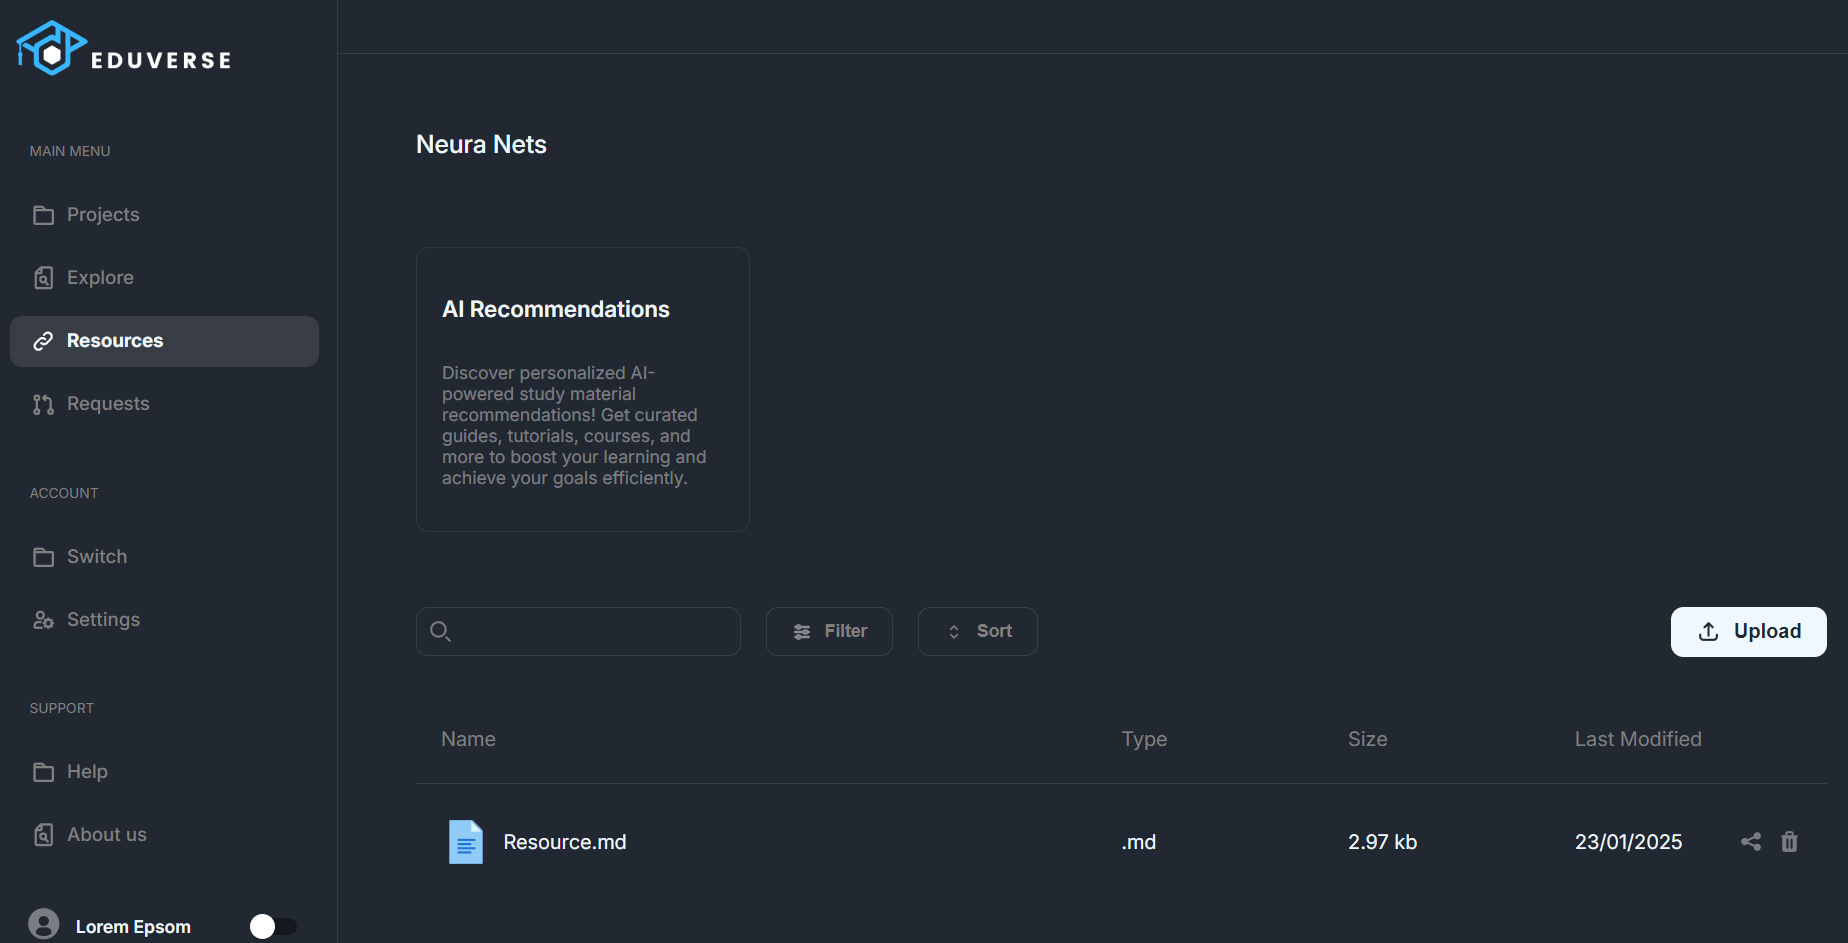 EDUVERSE
MAIN MENU
Projects
Explore
Resources
Requests
ACCOUNT
Switch
Settings
SUPPORT
Help
About us
Lorem Epsom
Neura Nets
AI Recommendations
Discover personalized AI-
powered study material
recommendations! Get curated
guides, tutorials, courses, and
more to boost your learning and
achieve your goals efficiently.
Filter
Sort
Upload
Name Type Size Last Modified
Resource.md .md 2.97 kb 23/01/2025